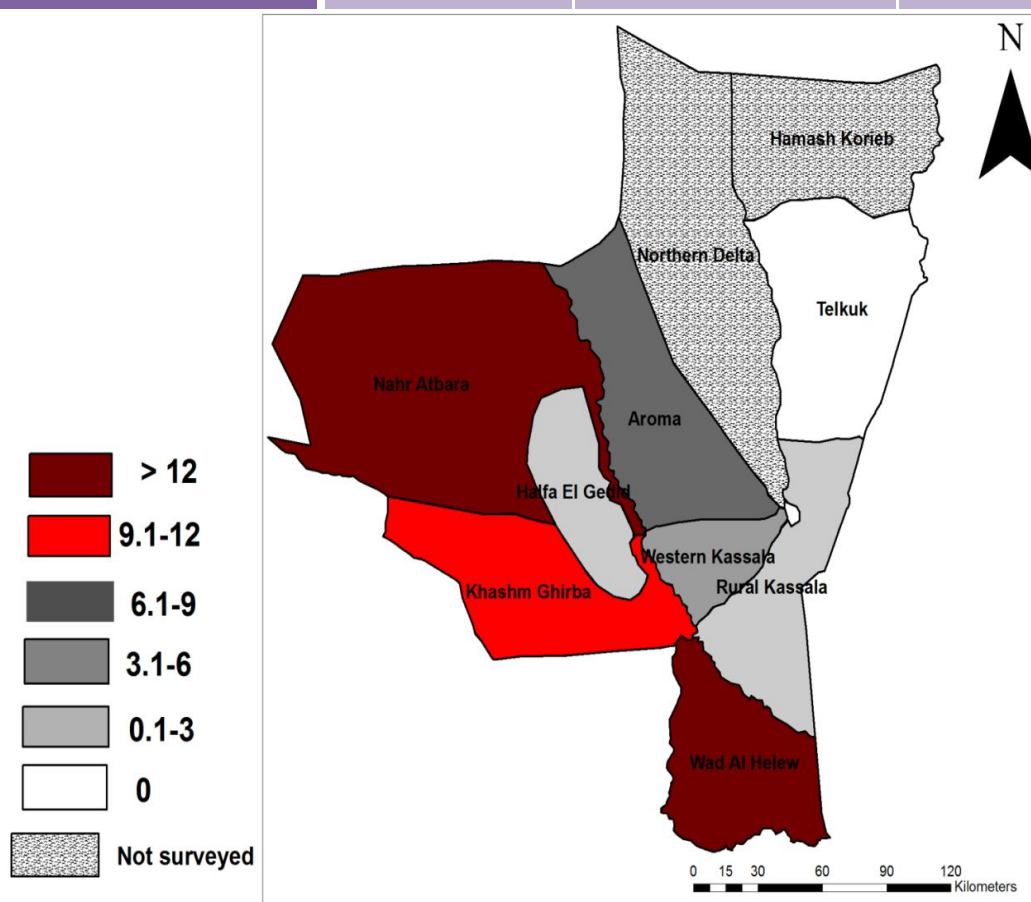 N
Hamash Korieb
Northern Delta
Telkuk
Nahr Atbara
Aroma
Halfa El Gedid
Western Kassala
Rural Kassala
Khashm Ghirba
Wad Al Helew
> 12
9.1-12
6.1-9
3.1-6
0.1-3
0
Not surveyed
0 15 30 60 90 120
Kilometers